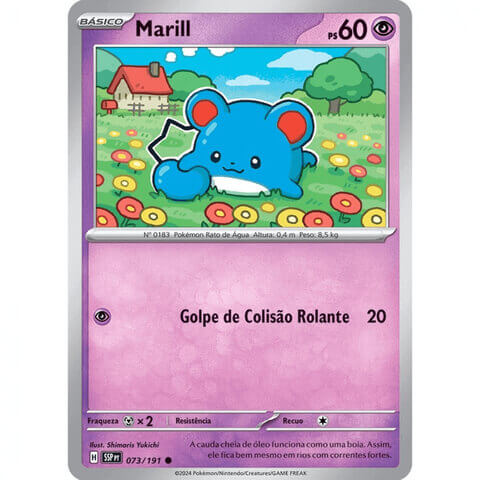 BÁSICO Marill PS60
Nº 0183 Pokémon Rato de Água Altura: 0,4 m Peso: 8,5 kg
Golpe de Colisão Rolante 20
Fraqueza ×2 Resistência Recuo
Ilust. Shimaris Yukichi
H SSP PT 073/191
A cauda cheia de óleo funciona como uma boia. Assim,
ele fica bem mesmo em rios com correntes fortes.
©2024 Pokémon/Nintendo/Creatures/GAME FREAK